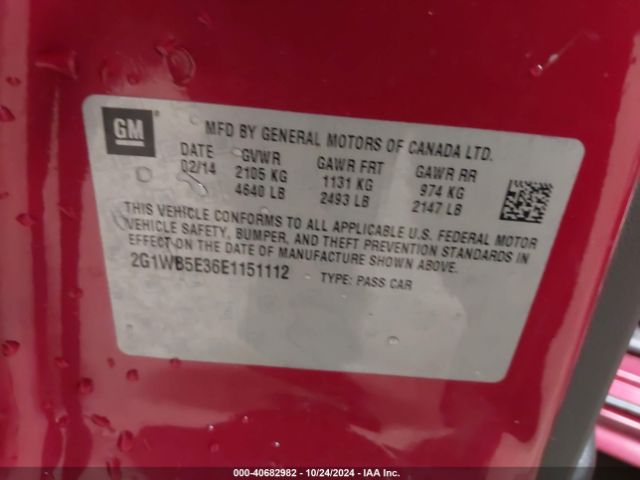 GM
MFD BY GENERAL MOTORS OF CANADA LTD.
DATE GVWR GAWR FRT GAWR RR
02/14 2105 KG 1131 KG 974 KG
4640 LB 2493 LB 2147 LB
THIS VEHICLE CONFORMS TO ALL APPLICABLE U.S. FEDERAL MOTOR
VEHICLE SAFETY, BUMPER, AND THEFT PREVENTION STANDARDS IN
EFFECT ON THE DATE OF MANUFACTURE SHOWN ABOVE.
2G1WB5E36E1151112 TYPE: PASS CAR
000-40682982 - 10/24/2024 - IAA Inc.